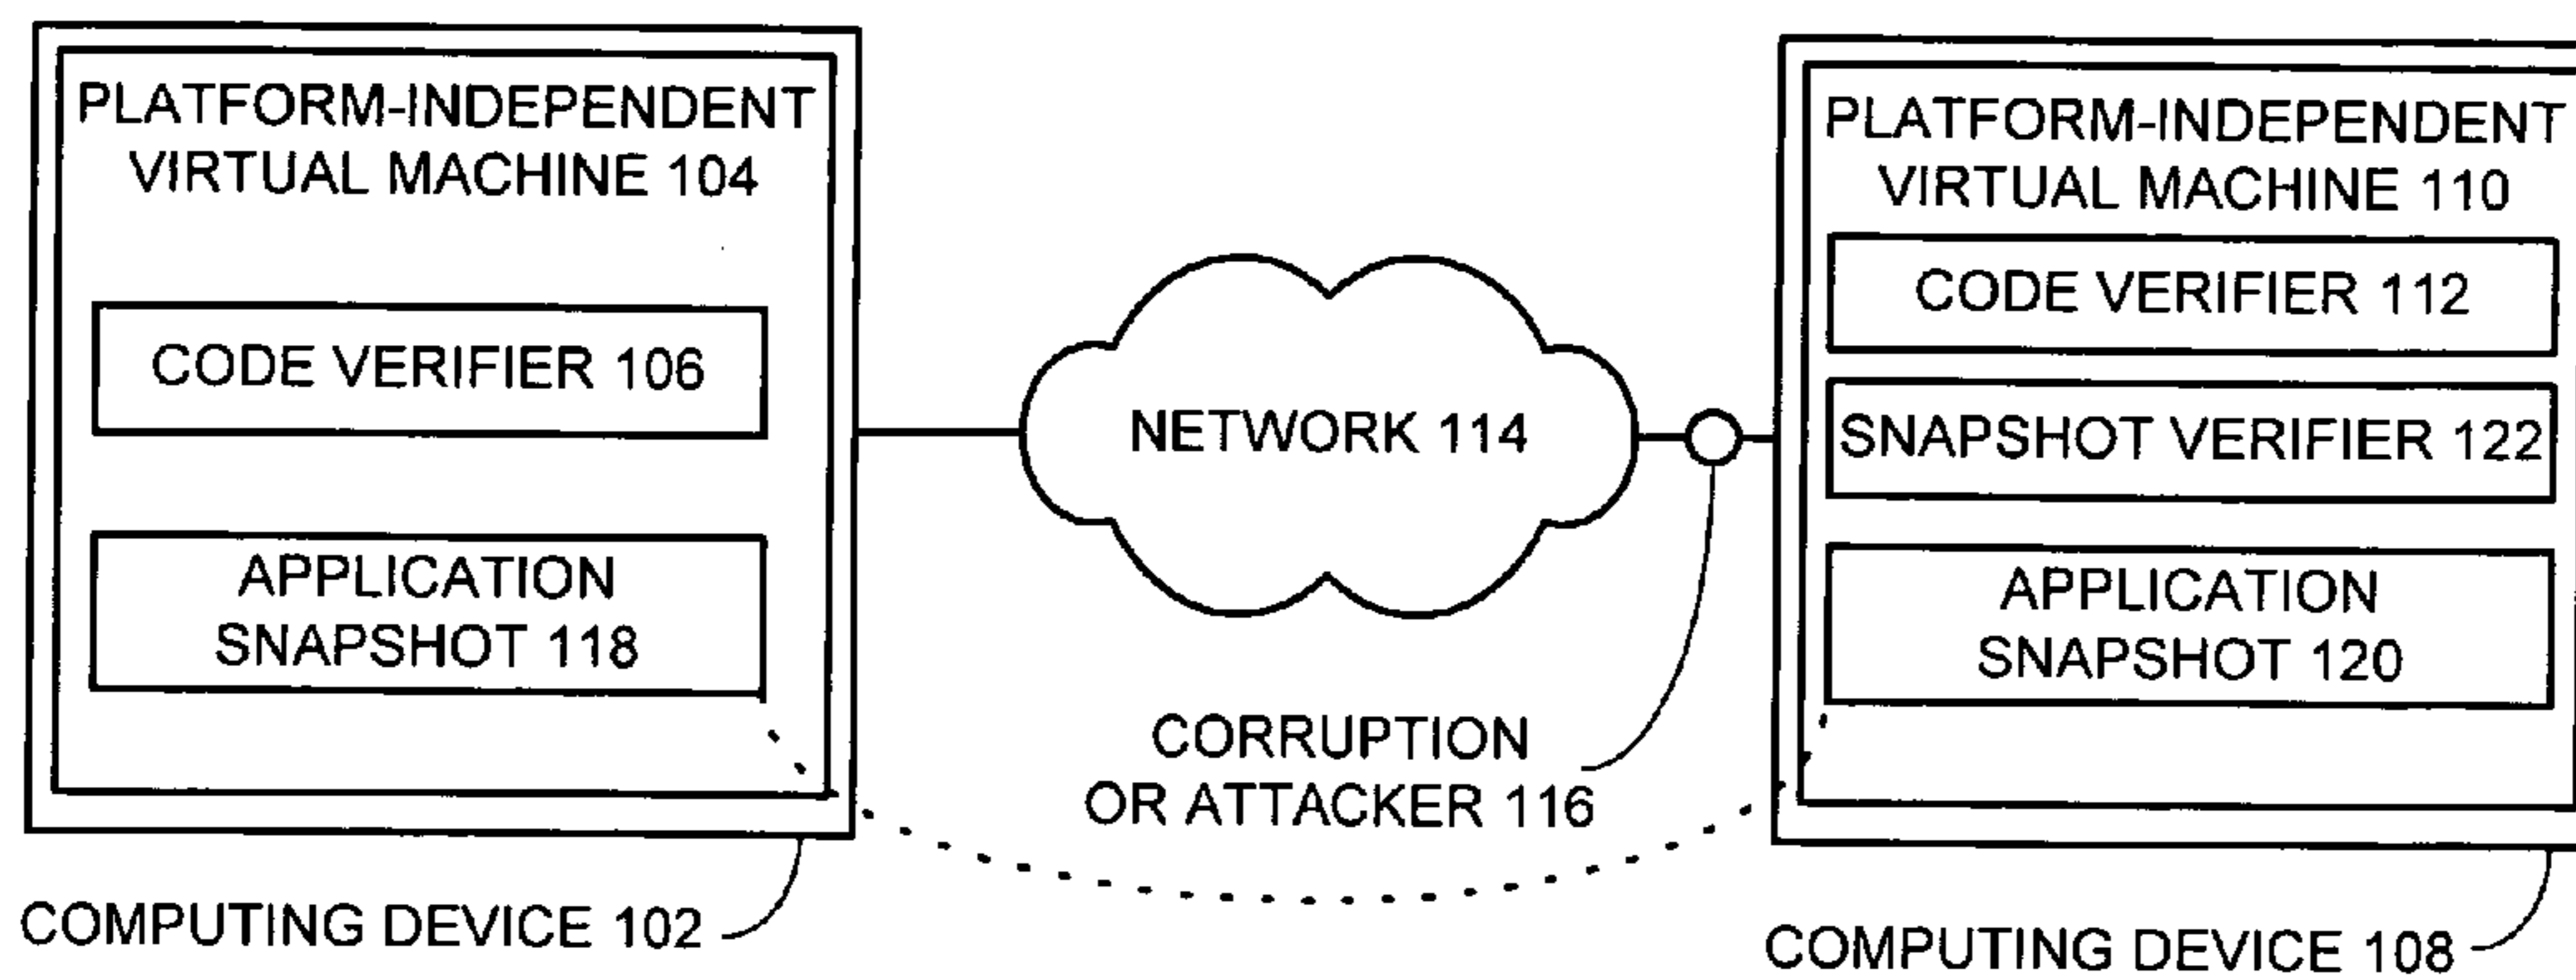 PLATFORM-INDEPENDENT
VIRTUAL MACHINE 104
CODE VERIFIER 106
APPLICATION
SNAPSHOT 118
COMPUTING DEVICE 102
NETWORK 114
CORRUPTION
OR ATTACKER 116
PLATFORM-INDEPENDENT
VIRTUAL MACHINE 110
CODE VERIFIER 112
SNAPSHOT VERIFIER 122
APPLICATION
SNAPSHOT 120
COMPUTING DEVICE 108